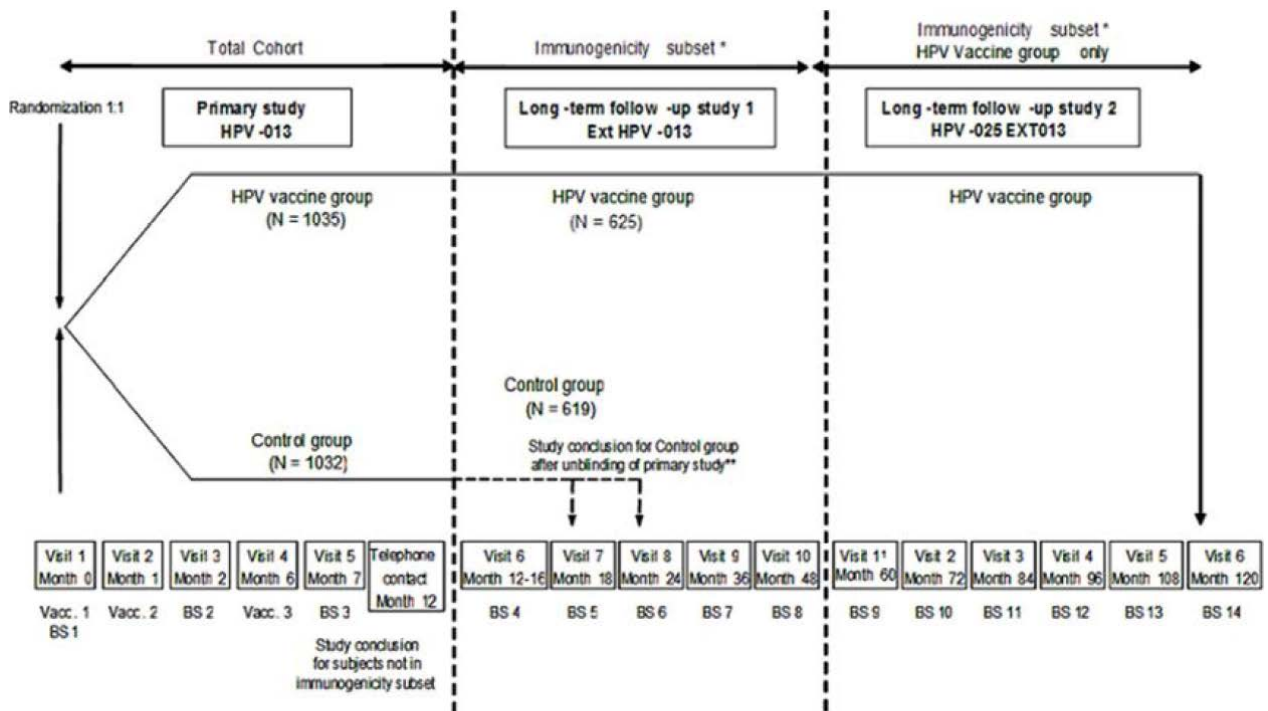 Total Cohort
Immunogenicity subset *
Immunogenicity subset *
HPV Vaccine group only
Randomization 1:1
Primary study
HPV -013
Long -term follow -up study 1
Ext HPV -013
Long -term follow -up study 2
HPV -025 EXT013
HPV vaccine group
(N = 1035)
HPV vaccine group
(N = 625)
HPV vaccine group
Control group
(N = 619)
Control group
(N = 1032)
Study conclusion for Control group
after unblinding of primary study**
Visit 1
Month 0
Visit 2
Month 1
Visit 3
Month 2
Visit 4
Month 6
Visit 5
Month 7
Telephone
contact
Month 12
Visit 6
Month 12-16
Visit 7
Month 18
Visit 8
Month 24
Visit 9
Month 36
Visit 10
Month 48
Visit 1¹
Month 60
Visit 2
Month 72
Visit 3
Month 84
Visit 4
Month 96
Visit 5
Month 108
Visit 6
Month 120
Vacc. 1
BS 1
Vacc. 2
BS 2
Vacc. 3
BS 3
BS 4
BS 5
BS 6
BS 7
BS 8
BS 9
BS 10
BS 11
BS 12
BS 13
BS 14
Study conclusion
for subjects not in
immunogenicity subset